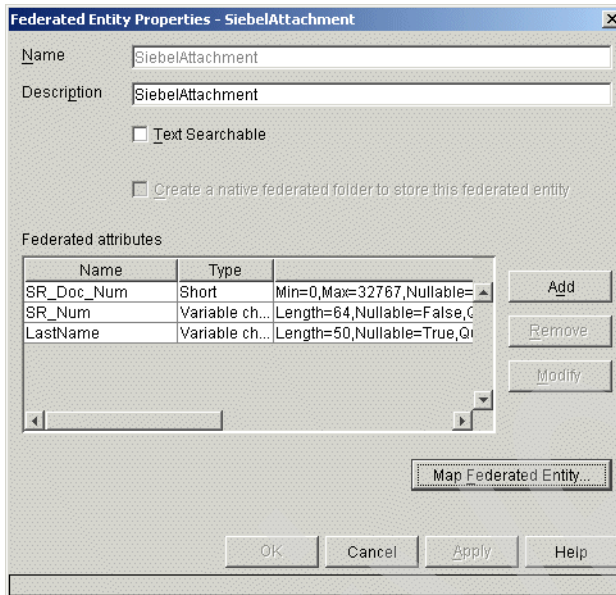 Federated Entity Properties - SiebelAttachment
Name SiebelAttachment
Description SiebelAttachment
Text Searchable
Create a native federated folder to store this federated entity
Federated attributes
Name Type
SR_Doc_Num Short Min=0,Max=32767,Nullable=
SR_Num Variable ch... Length=64,Nullable=False,Q
LastName Variable ch... Length=50,Nullable=True,Qu
Add
Remove
Modify
Map Federated Entity...
OK Cancel Apply Help